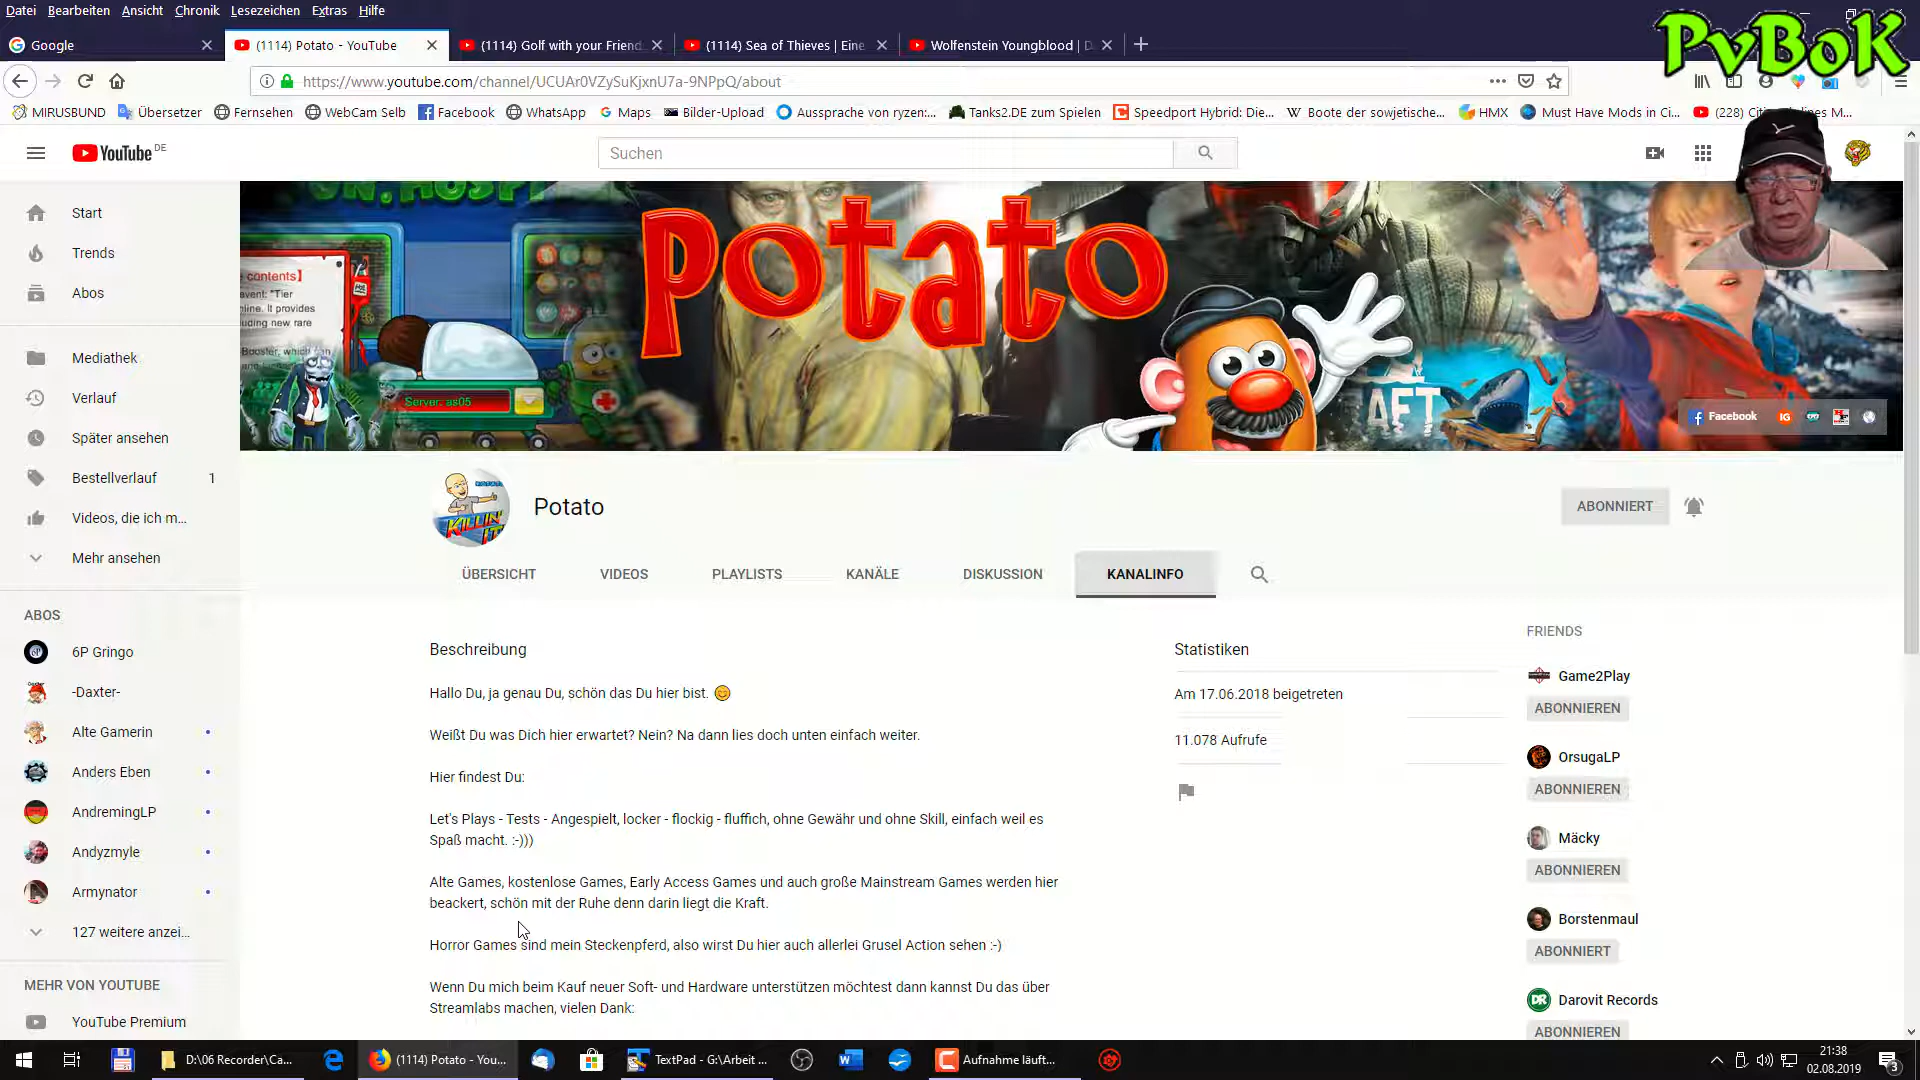 Datei Bearbeiten Ansicht Chronik Lesezeichen Extras Hilfe
PvBoK
Google
(1114) Potato - YouTube
(1114) Golf with your Friend
(1114) Sea of Thieves | Eine
Wolfenstein Youngblood | D
https://www.youtube.com/channel/UCUAr0VZySuKjxnU7a-9NPpQ/about
MIRUSBUND Übersetzer Fernsehen WebCam Selb Facebook WhatsApp Maps Bilder-Upload Aussprache von ryzen:... Tanks2.DE zum Spielen Speedport Hybrid: Die... Boote der sowjetische... HMX Must Have Mods in Ci...
YouTube DE
Suchen
Start
Trends
Abos
Mediathek
Verlauf
Später ansehen
Bestellverlauf 1
Videos, die ich m...
Mehr ansehen
ABOS
6P Gringo
-Daxter-
Alte Gamerin
Anders Eben
AndremingLP
Andyzmyle
Armynator
127 weitere anzei...
MEHR VON YOUTUBE
YouTube Premium
Potato
Server: as05
Facebook
KILLIN' IT
Potato
ABONNIERT
ÜBERSICHT VIDEOS PLAYLISTS KANÄLE DISKUSSION KANALINFO
Beschreibung
Hallo Du, ja genau Du, schön das Du hier bist. 😊
Weißt Du was Dich hier erwartet? Nein? Na dann lies doch unten einfach weiter.
Hier findest Du:
Let's Plays - Tests - Angespielt, locker - flockig - fluffich, ohne Gewähr und ohne Skill, einfach weil es
Spaß macht. :-)))
Alte Games, kostenlose Games, Early Access Games und auch große Mainstream Games werden hier
beackert, schön mit der Ruhe denn darin liegt die Kraft.
Horror Games sind mein Steckenpferd, also wirst Du hier auch allerlei Grusel Action sehen :-)
Wenn Du mich beim Kauf neuer Soft- und Hardware unterstützen möchtest dann kannst Du das über
Streamlabs machen, vielen Dank:
Statistiken
Am 17.06.2018 beigetreten
11.078 Aufrufe
FRIENDS
Game2Play
ABONNIEREN
OrsugaLP
ABONNIEREN
Mäcky
ABONNIEREN
Borstenmaul
ABONNIERT
Darovit Records
ABONNIEREN
D:\06 Recorder\Ca...
(1114) Potato - You...
TextPad - G:\Arbeit ...
Aufnahme läuft...
21:38
02.08.2019
3